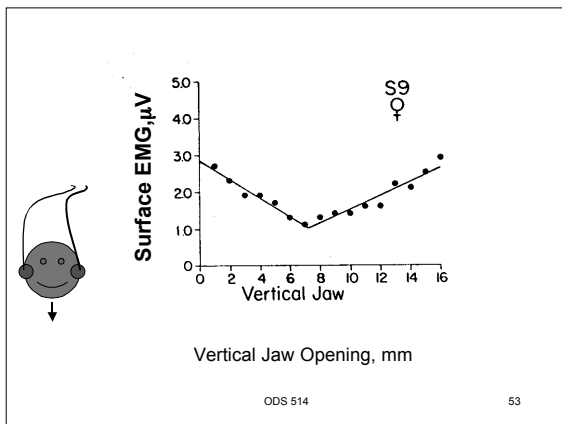 S9
♀
Surface EMG,μV
5.0
4.0
3.0
2.0
1.0
0
0 2 4 6 8 10 12 14 16
Vertical Jaw
Vertical Jaw Opening, mm
ODS 514 53